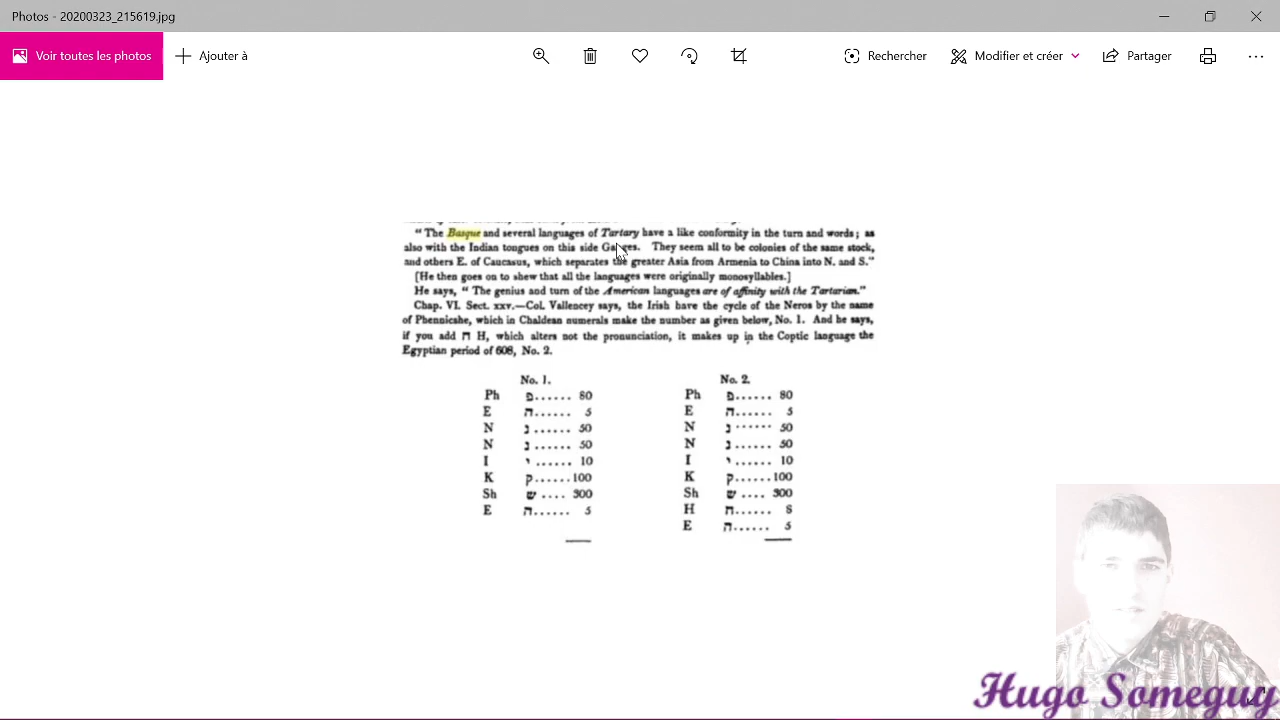 Photos - 20200323_215619.jpg
Voir toutes les photos
Ajouter à
Rechercher
Modifier et créer
Partager
"The Basque and several languages of Tartary have a like conformity in the turn and words; as
also with the Indian tongues on this side Ganges. They seem all to be colonies of the same stock,
and others E. of Caucasus, which separates the greater Asia from Armenia to China into N. and S."
[He then goes on to shew that all the languages were originally monosyllables.]
He says, "The genius and turn of the American languages are of affinity with the Tartarian."
Chap. VI. Sect. xxv.—Col. Vallencey says, the Irish have the cycle of the Neros by the name
of Phennicshe, which in Chaldean numerals make the number as given below, No. 1. And he says,
if you add ח H, which alters not the pronunciation, it makes up in the Coptic language the
Egyptian period of 608, No. 2.
No. 1.
Ph פ...... 80
E ה...... 5
N נ...... 50
N נ...... 50
I י...... 10
K ק......100
Sh ש.... 300
E ה...... 5
No. 2.
Ph פ...... 80
E ה...... 5
N נ...... 50
N נ...... 50
I י...... 10
K ק......100
Sh ש.... 300
H ח...... 8
E ה...... 5
Hugo Someguy